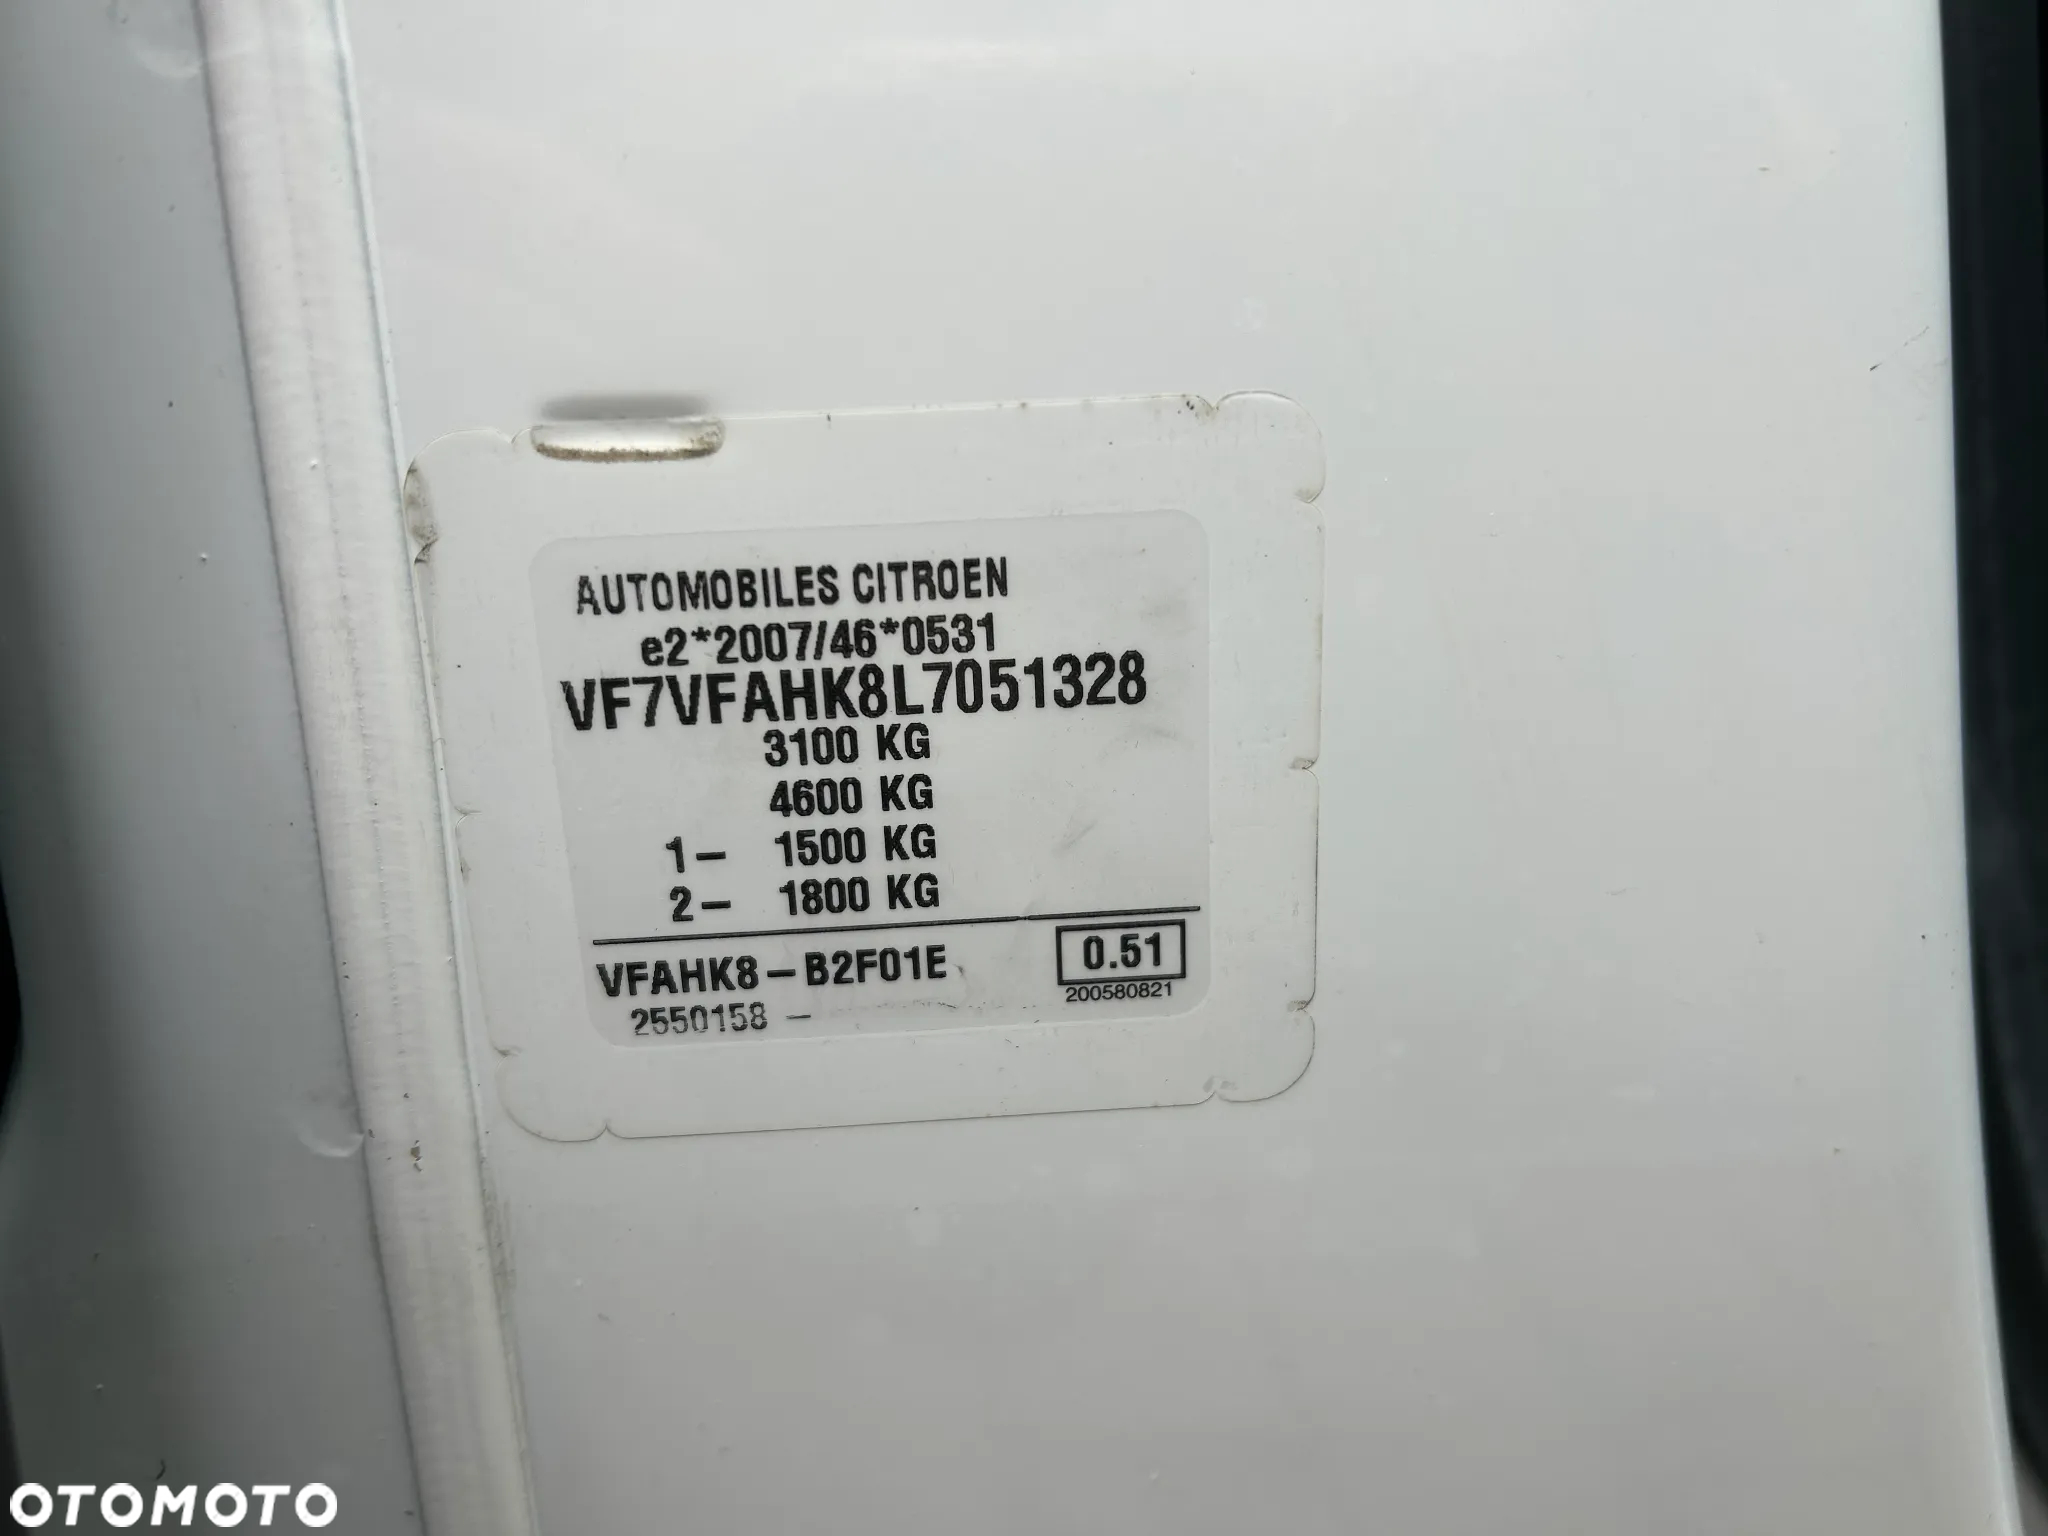 AUTOMOBILES CITROEN
e2*2007/46*0531
VF7VFAHK8L7051328
3100 KG
4600 KG
1- 1500 KG
2- 1800 KG
VFAHK8-B2F01E
0.51
200580821
2550158 -
OTOMOTO